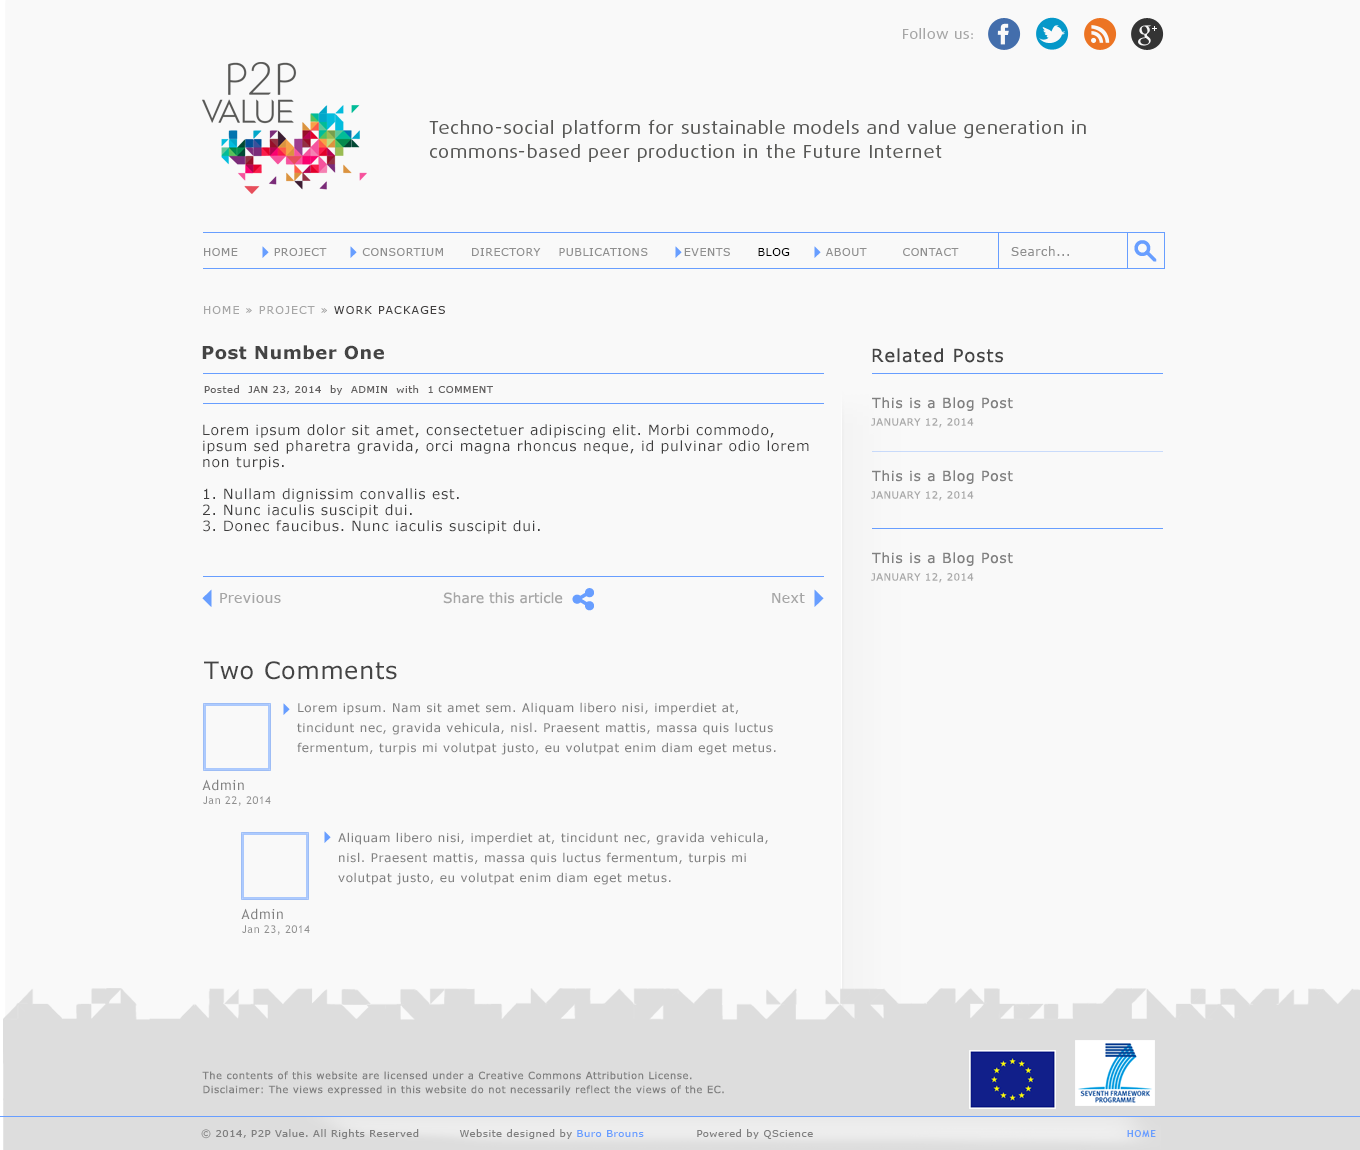 Follow us:
P2P
VALUE
Techno-social platform for sustainable models and value generation in
commons-based peer production in the Future Internet
HOME PROJECT CONSORTIUM DIRECTORY PUBLICATIONS EVENTS BLOG ABOUT CONTACT Search...
HOME » PROJECT » WORK PACKAGES
Post Number One
Posted JAN 23, 2014 by ADMIN with 1 COMMENT
Lorem ipsum dolor sit amet, consectetuer adipiscing elit. Morbi commodo,
ipsum sed pharetra gravida, orci magna rhoncus neque, id pulvinar odio lorem
non turpis.
1. Nullam dignissim convallis est.
2. Nunc iaculis suscipit dui.
3. Donec faucibus. Nunc iaculis suscipit dui.
Previous Share this article Next
Related Posts
This is a Blog Post
JANUARY 12, 2014
This is a Blog Post
JANUARY 12, 2014
This is a Blog Post
JANUARY 12, 2014
Two Comments
Lorem ipsum. Nam sit amet sem. Aliquam libero nisi, imperdiet at,
tincidunt nec, gravida vehicula, nisl. Praesent mattis, massa quis luctus
fermentum, turpis mi volutpat justo, eu volutpat enim diam eget metus.
Admin
Jan 22, 2014
Aliquam libero nisi, imperdiet at, tincidunt nec, gravida vehicula,
nisl. Praesent mattis, massa quis luctus fermentum, turpis mi
volutpat justo, eu volutpat enim diam eget metus.
Admin
Jan 23, 2014
The contents of this website are licensed under a Creative Commons Attribution License.
Disclaimer: The views expressed in this website do not necessarily reflect the views of the EC.
SEVENTH FRAMEWORK
PROGRAMME
© 2014, P2P Value. All Rights Reserved Website designed by Buro Brouns Powered by QScience HOME